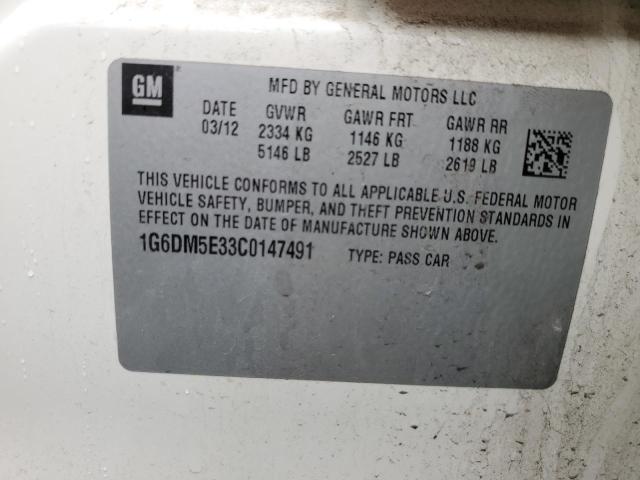 GM
MFD BY GENERAL MOTORS LLC
DATE GVWR GAWR FRT GAWR RR
03/12 2334 KG 1146 KG 1188 KG
5146 LB 2527 LB 2619 LB
THIS VEHICLE CONFORMS TO ALL APPLICABLE U.S. FEDERAL MOTOR
VEHICLE SAFETY, BUMPER, AND THEFT PREVENTION STANDARDS IN
EFFECT ON THE DATE OF MANUFACTURE SHOWN ABOVE.
1G6DM5E33C0147491 TYPE: PASS CAR